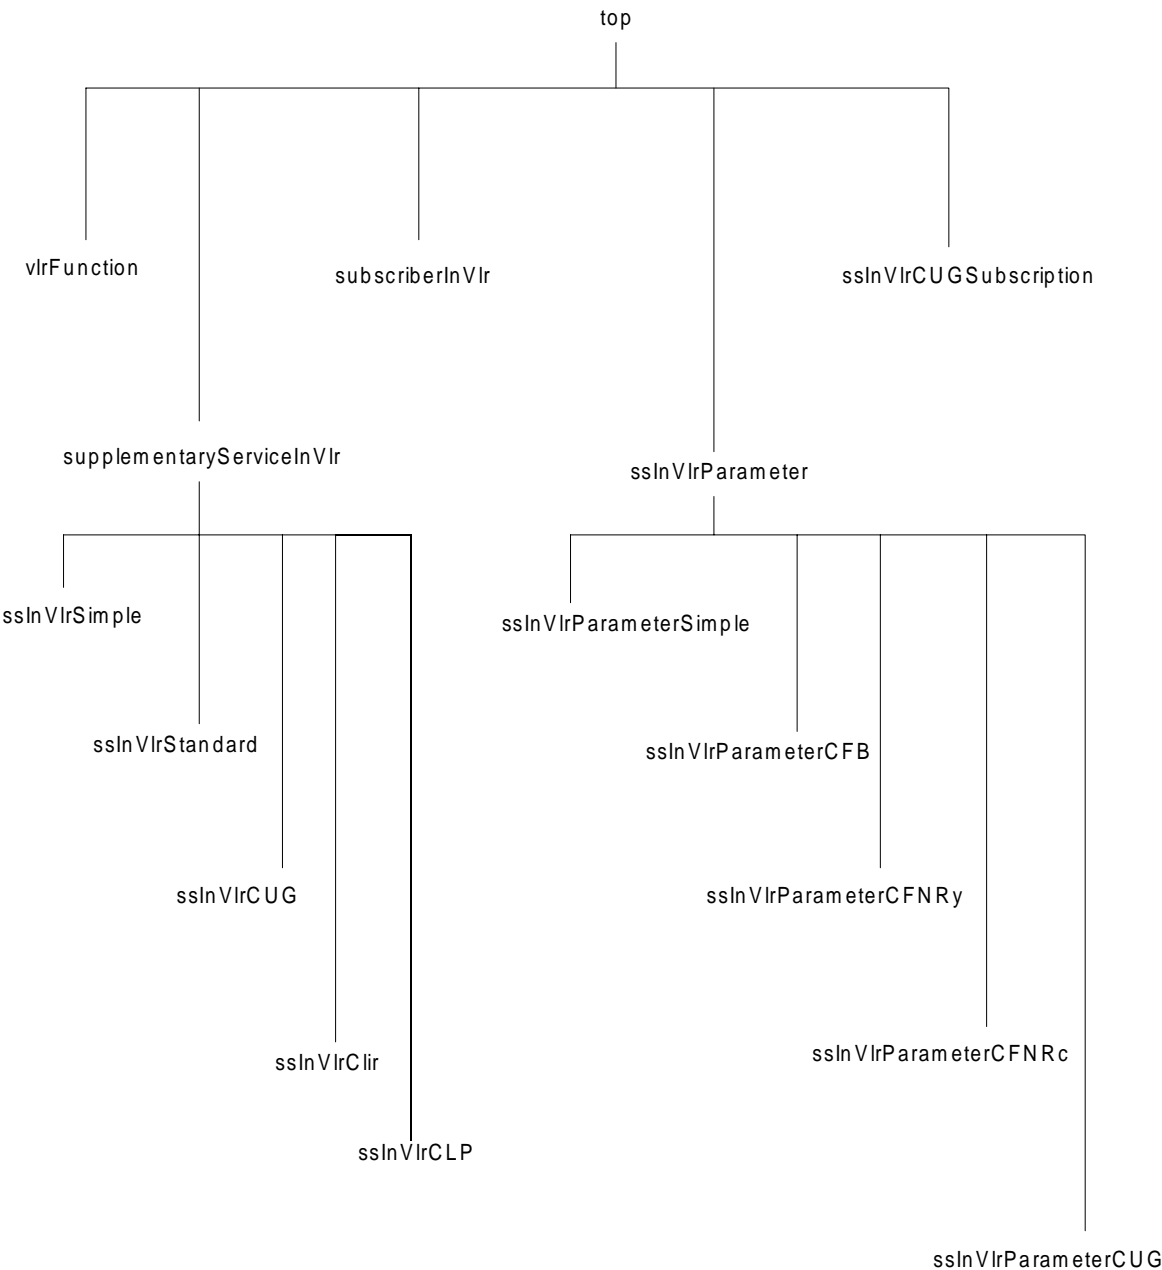 top
vlrFunction
subscriberInVlr
ssInVlrCUGSubscription
supplementaryServiceInVlr
ssInVlrParameter
ssInVlrSimple
ssInVlrParameterSimple
ssInVlrStandard
ssInVlrParameterCFB
ssInVlrCUG
ssInVlrParameterCFNRy
ssInVlrClir
ssInVlrParameterCFNRc
ssInVlrCLP
ssInVlrParameterCUG